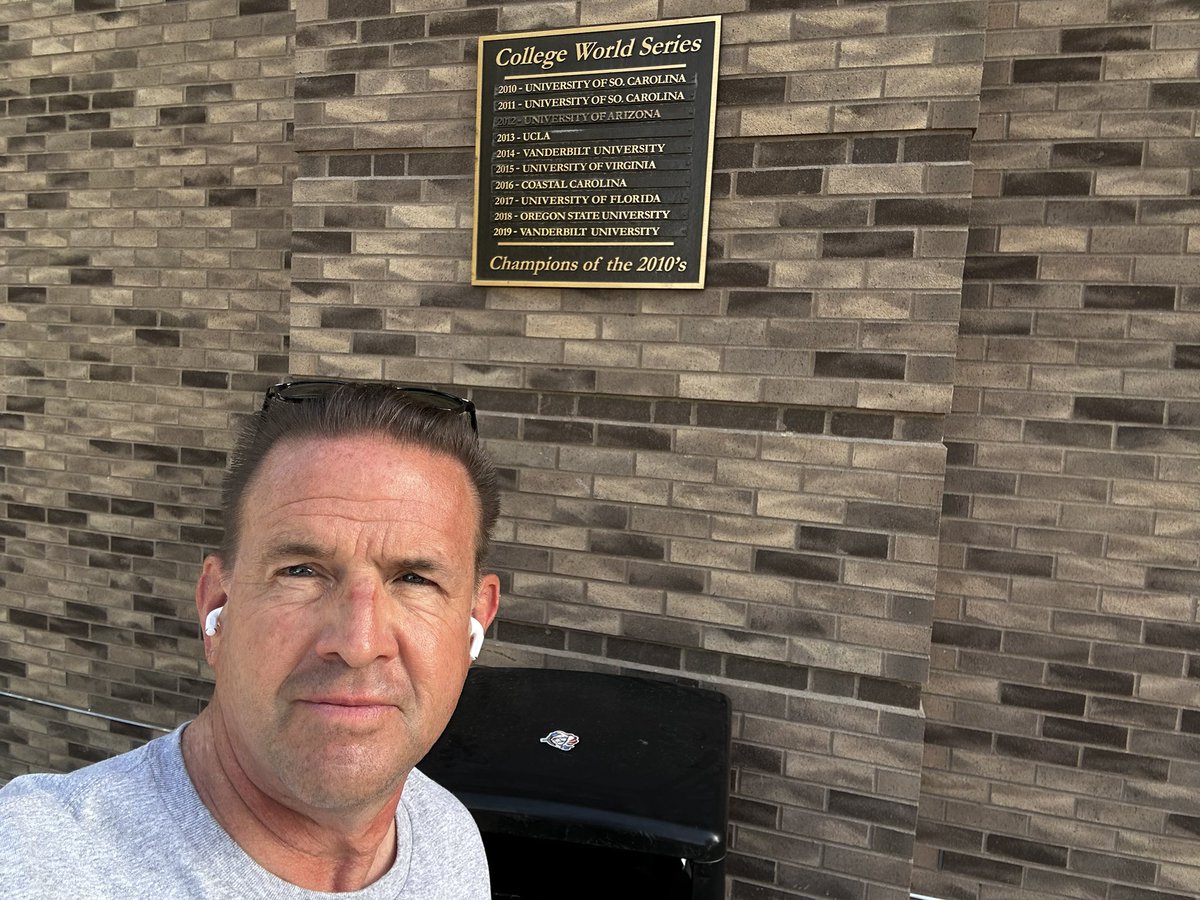 College World Series
2010 - UNIVERSITY OF SO. CAROLINA
2011 - UNIVERSITY OF SO. CAROLINA
2012 - UNIVERSITY OF ARIZONA
2013 - UCLA
2014 - VANDERBILT UNIVERSITY
2015 - UNIVERSITY OF VIRGINIA
2016 - COASTAL CAROLINA
2017 - UNIVERSITY OF FLORIDA
2018 - OREGON STATE UNIVERSITY
2019 - VANDERBILT UNIVERSITY
Champions of the 2010's